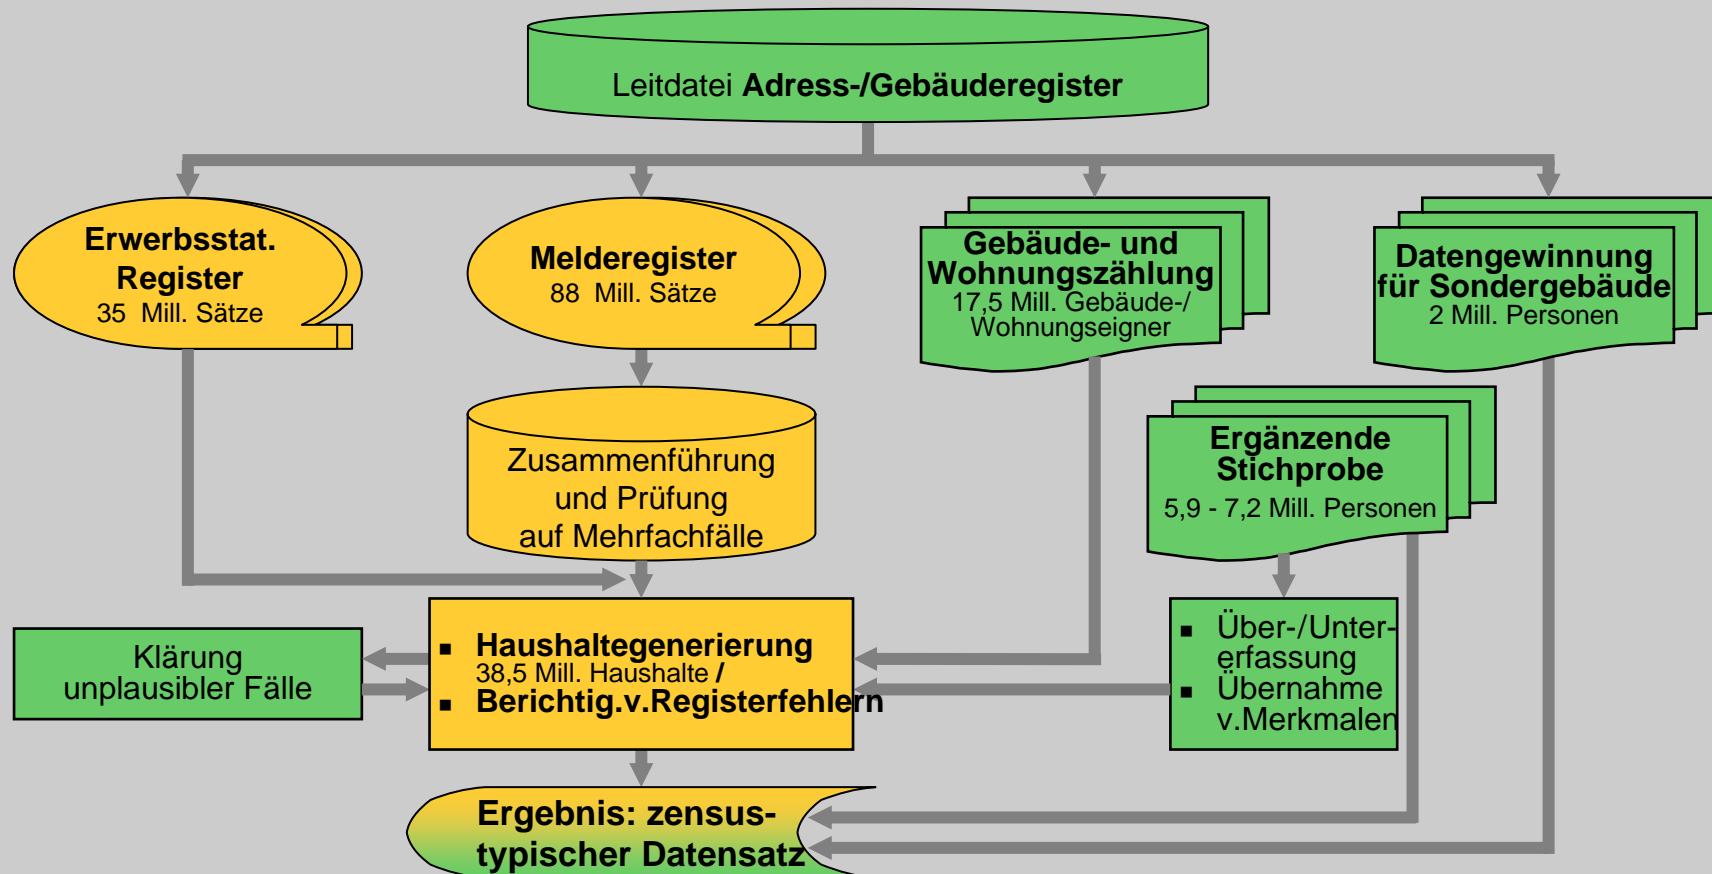 Leitdatei Adress-/Gebäuderegister
Erwerbsstat.
Register
35 Mill. Sätze
Melderegister
88 Mill. Sätze
Gebäude- und
Wohnungszählung
17,5 Mill. Gebäude-/
Wohnungseigner
Datengewinnung
für Sondergebäude
2 Mill. Personen
Zusammenführung
und Prüfung
auf Mehrfachfälle
Ergänzende
Stichprobe
5,9 - 7,2 Mill. Personen
Klärung
unplausibler Fälle
▪ Haushaltegenerierung
38,5 Mill. Haushalte /
▪ Berichtig.v.Registerfehlern
▪ Über-/Unter-
erfassung
▪ Übernahme
v.Merkmalen
Ergebnis: zensus-
typischer Datensatz